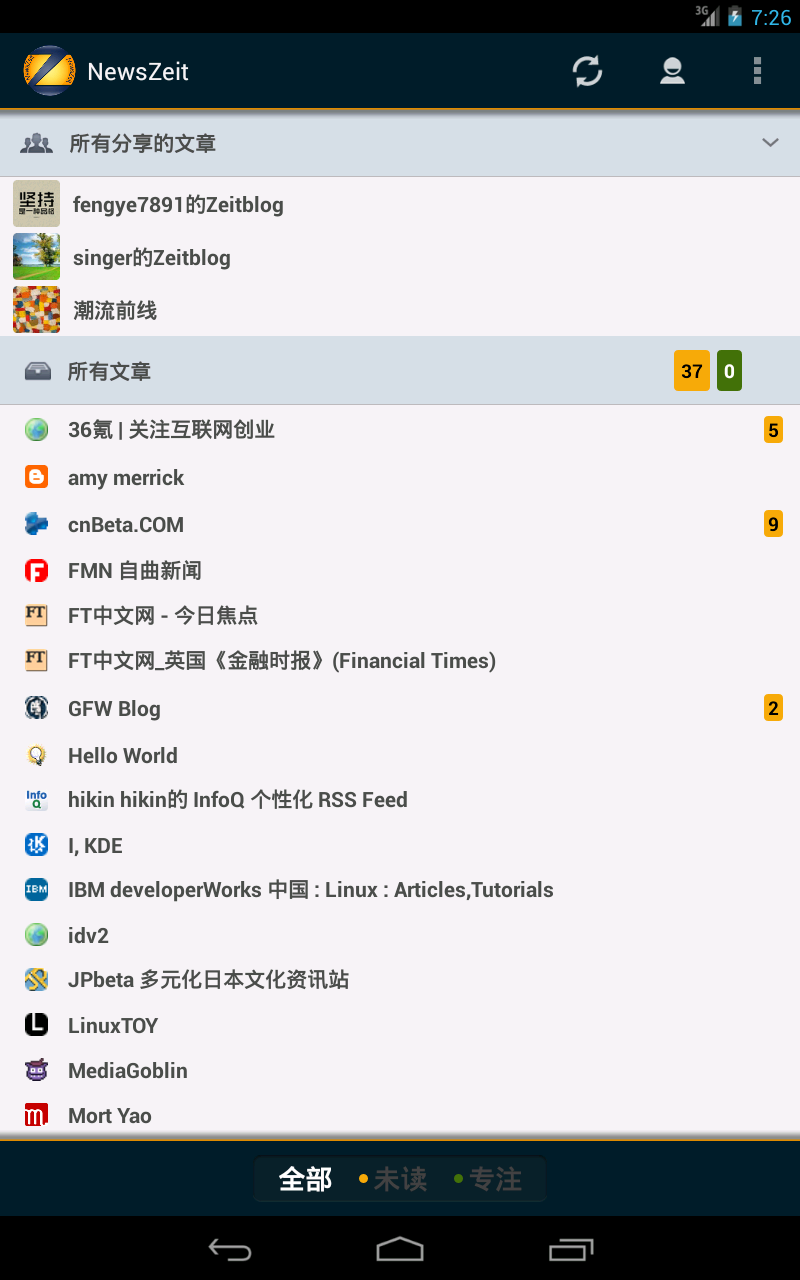 3G 7:26
NewsZeit
所有分享的文章
坚持
是一种品格
fengye7891的Zeitblog
singer的Zeitblog
潮流前线
所有文章 37 0
36氪 | 关注互联网创业 5
amy merrick
cnBeta.COM 9
FMN 自曲新闻
FT FT中文网 - 今日焦点
FT FT中文网_英国《金融时报》(Financial Times)
GFW Blog 2
Hello World
Info Q hikin hikin的 InfoQ 个性化 RSS Feed
I, KDE
IBM IBM developerWorks 中国 : Linux : Articles,Tutorials
idv2
JPbeta 多元化日本文化资讯站
L LinuxTOY
MediaGoblin
m Mort Yao
全部 未读 专注